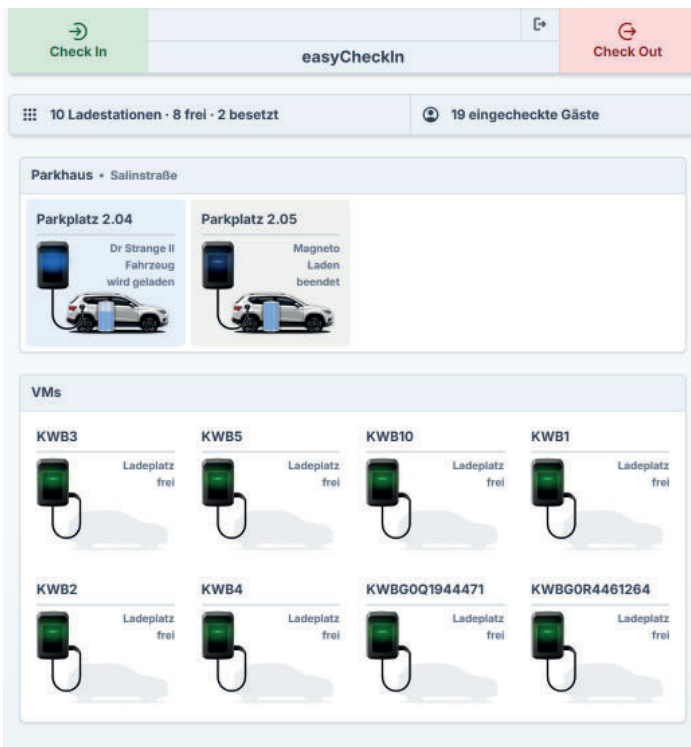 Check In
easyCheckIn
Check Out
10 Ladestationen · 8 frei · 2 besetzt
19 eingecheckte Gäste
Parkhaus • Salinstraße
Parkplatz 2.04
Dr Strange II
Fahrzeug
wird geladen
Parkplatz 2.05
Magneto
Laden
beendet
VMs
KWB3
Ladeplatz
frei
KWB5
Ladeplatz
frei
KWB10
Ladeplatz
frei
KWB1
Ladeplatz
frei
KWB2
Ladeplatz
frei
KWB4
Ladeplatz
frei
KWBG0Q1944471
Ladeplatz
frei
KWBG0R4461264
Ladeplatz
frei